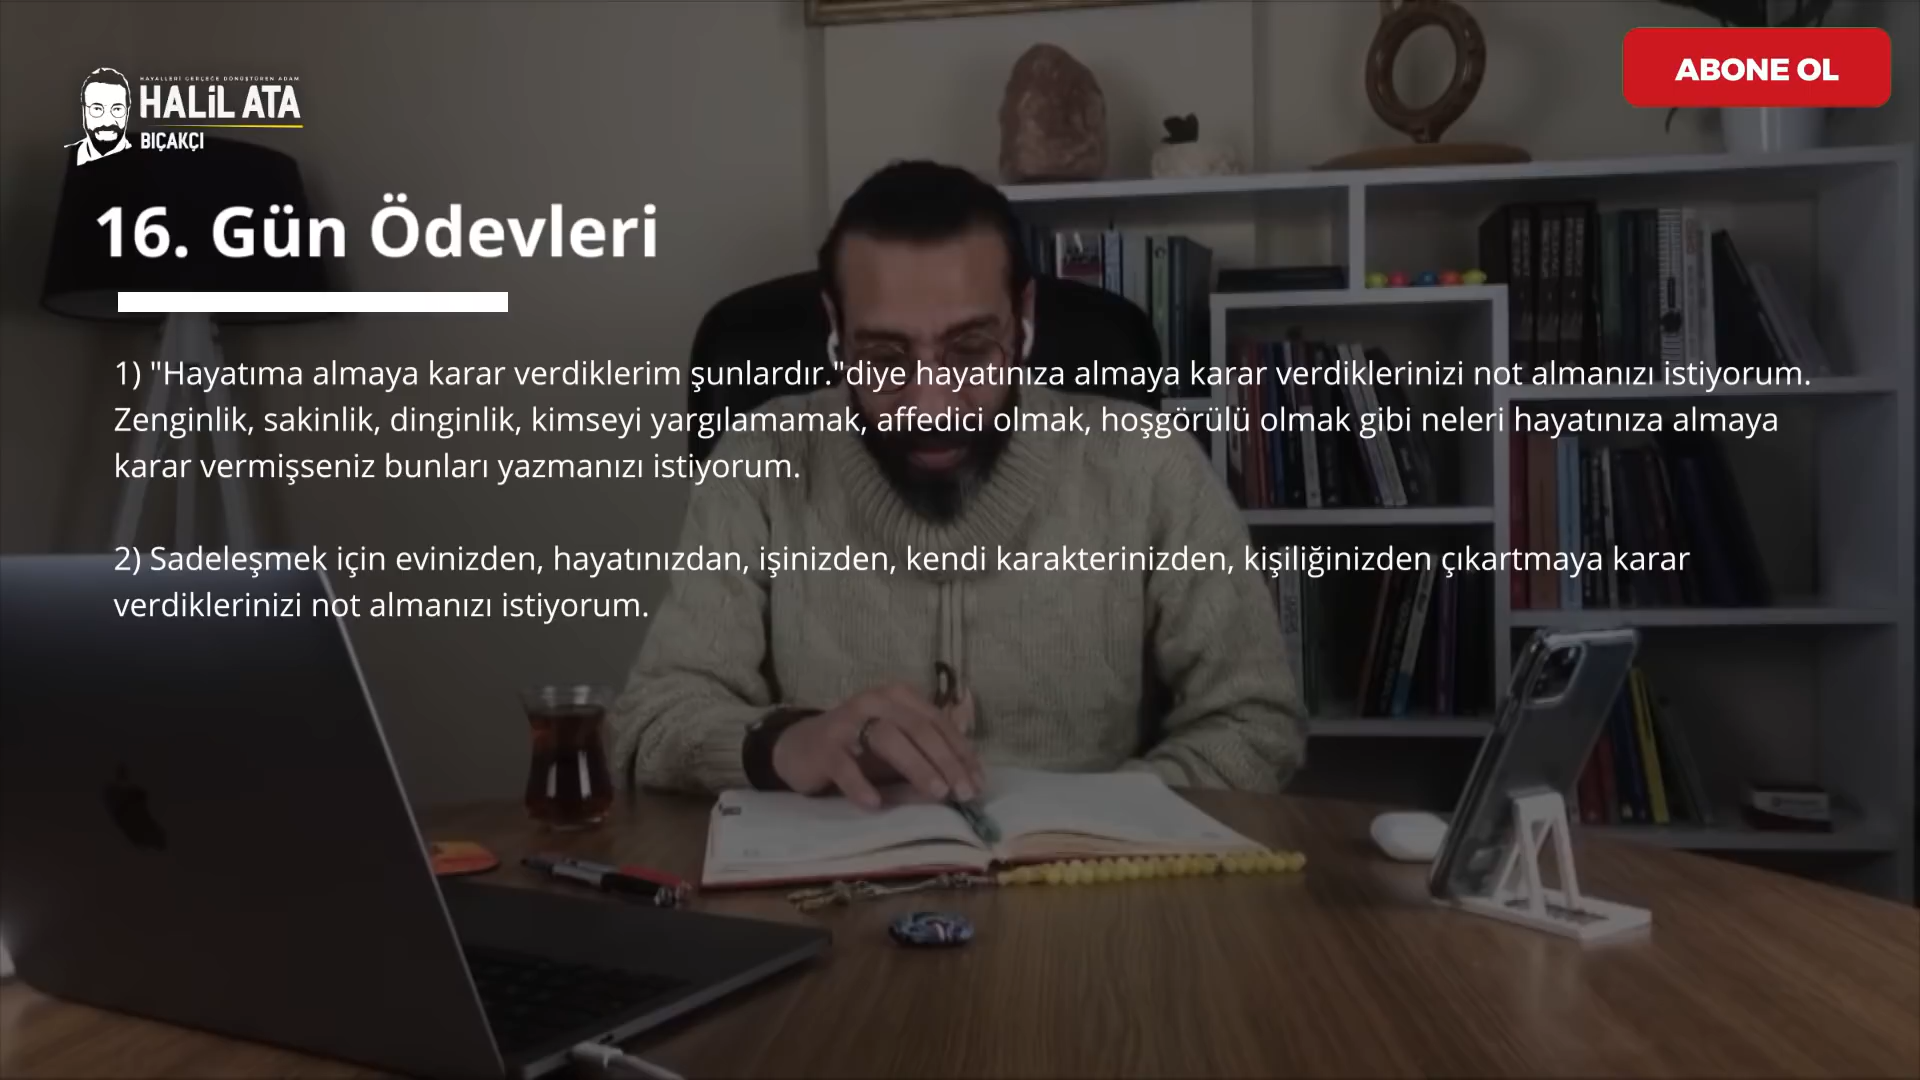 HAYALLERİ GERÇEĞE DÖNÜŞTÜREN ADAM
HALiL ATA
BIÇAKÇI
ABONE OL
16. Gün Ödevleri
1) "Hayatıma almaya karar verdiklerim şunlardır."diye hayatınıza almaya karar verdiklerinizi not almanızı istiyorum.
Zenginlik, sakinlik, dinginlik, kimseyi yargılamamak, affedici olmak, hoşgörülü olmak gibi neleri hayatınıza almaya
karar vermişseniz bunları yazmanızı istiyorum.
2) Sadeleşmek için evinizden, hayatınızdan, işinizden, kendi karakterinizden, kişiliğinizden çıkartmaya karar
verdiklerinizi not almanızı istiyorum.